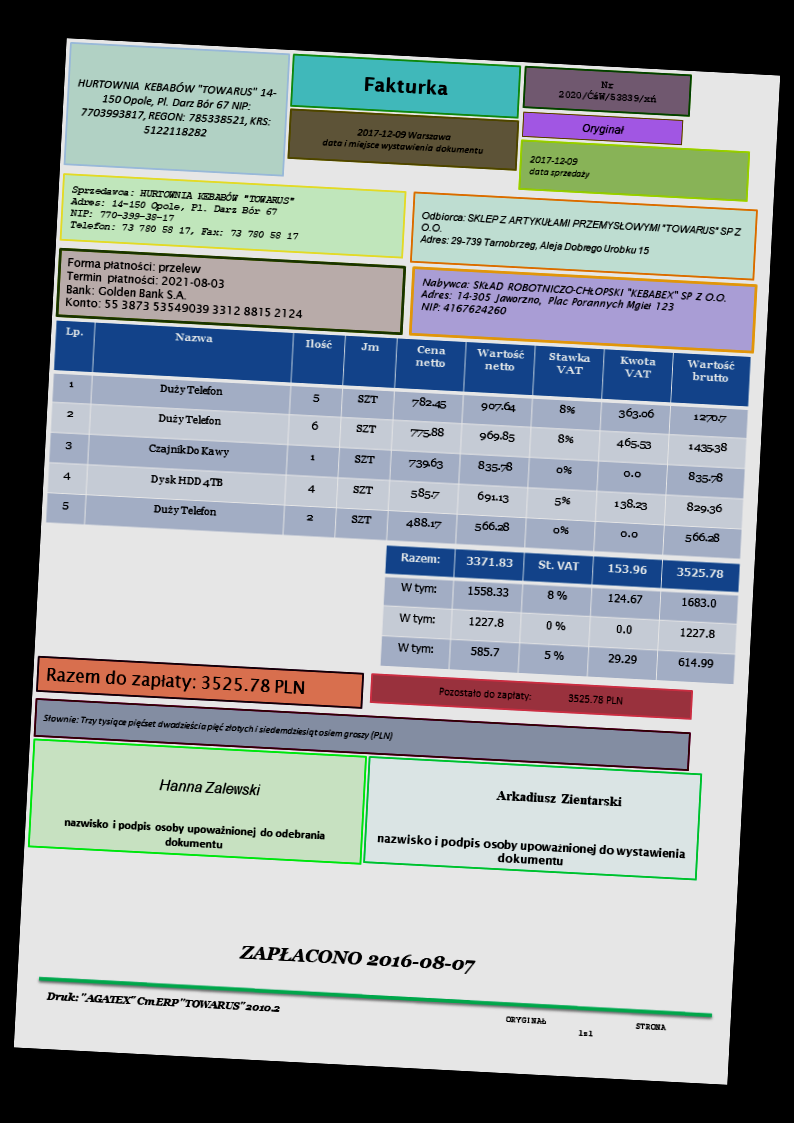 HURTOWNIA KEBABÓW "TOWARUS" 14-
150 Opole, Pl. Darz Bór 67 NIP:
7703993817, REGON: 785338521, KRS:
5122118282
Fakturka
2017-12-09 Warszawa
data i miejsce wystawienia dokumentu
Nr
2020/ĆśW/53839/xń
Oryginał
2017-12-09
data sprzedaży
Sprzedawca: HURTOWNIA KEBABÓW "TOWARUS"
Adres: 14-150 Opole, Pl. Darz Bór 67
NIP: 770-399-38-17
Telefon: 73 780 58 17, Fax: 73 780 58 17
Odbiorca: SKLEP Z ARTYKUŁAMI PRZEMYSŁOWYMI "TOWARUS" SP Z
O.O.
Adres: 29-739 Tarnobrzeg, Aleja Dobrego Urobku 15
Forma płatności: przelew
Termin płatności: 2021-08-03
Bank: Golden Bank S.A.
Konto: 55 3873 53549039 3312 8815 2124
Nabywca: SKŁAD ROBOTNICZO-CHŁOPSKI "KEBABEX" SP Z O.O.
Adres: 14-305 Jaworzno, Plac Porannych Mgieł 123
NIP: 4167624260
Lp. Nazwa Ilość Jm Cena netto Wartość netto Stawka VAT Kwota VAT Wartość brutto
1 Duży Telefon 5 SZT 782.45 907.64 8% 363.06 1270.7
2 Duży Telefon 6 SZT 775.88 969.85 8% 465.53 1435.38
3 Czajnik Do Kawy 1 SZT 739.63 835.78 0% 0.0 835.78
4 Dysk HDD 4TB 4 SZT 585.7 691.13 5% 138.23 829.36
5 Duży Telefon 2 SZT 488.17 566.28 0% 0.0 566.28
Razem: 3371.83 St. VAT 153.96 3525.78
W tym: 1558.33 8 % 124.67 1683.0
W tym: 1227.8 0 % 0.0 1227.8
W tym: 585.7 5 % 29.29 614.99
Razem do zapłaty: 3525.78 PLN
Pozostało do zapłaty: 3525.78 PLN
Słownie: Trzy tysiące pięćset dwadzieścia pięć złotych i siedemdziesiąt osiem groszy (PLN)
Hanna Zalewski
nazwisko i podpis osoby upoważnionej do odebrania
dokumentu
Arkadiusz Zientarski
nazwisko i podpis osoby upoważnionej do wystawienia
dokumentu
ZAPŁACONO 2016-08-07
Druk: "AGATEX" CmERP "TOWARUS" 2010.2
ORYGINAŁ
STRONA
1z1